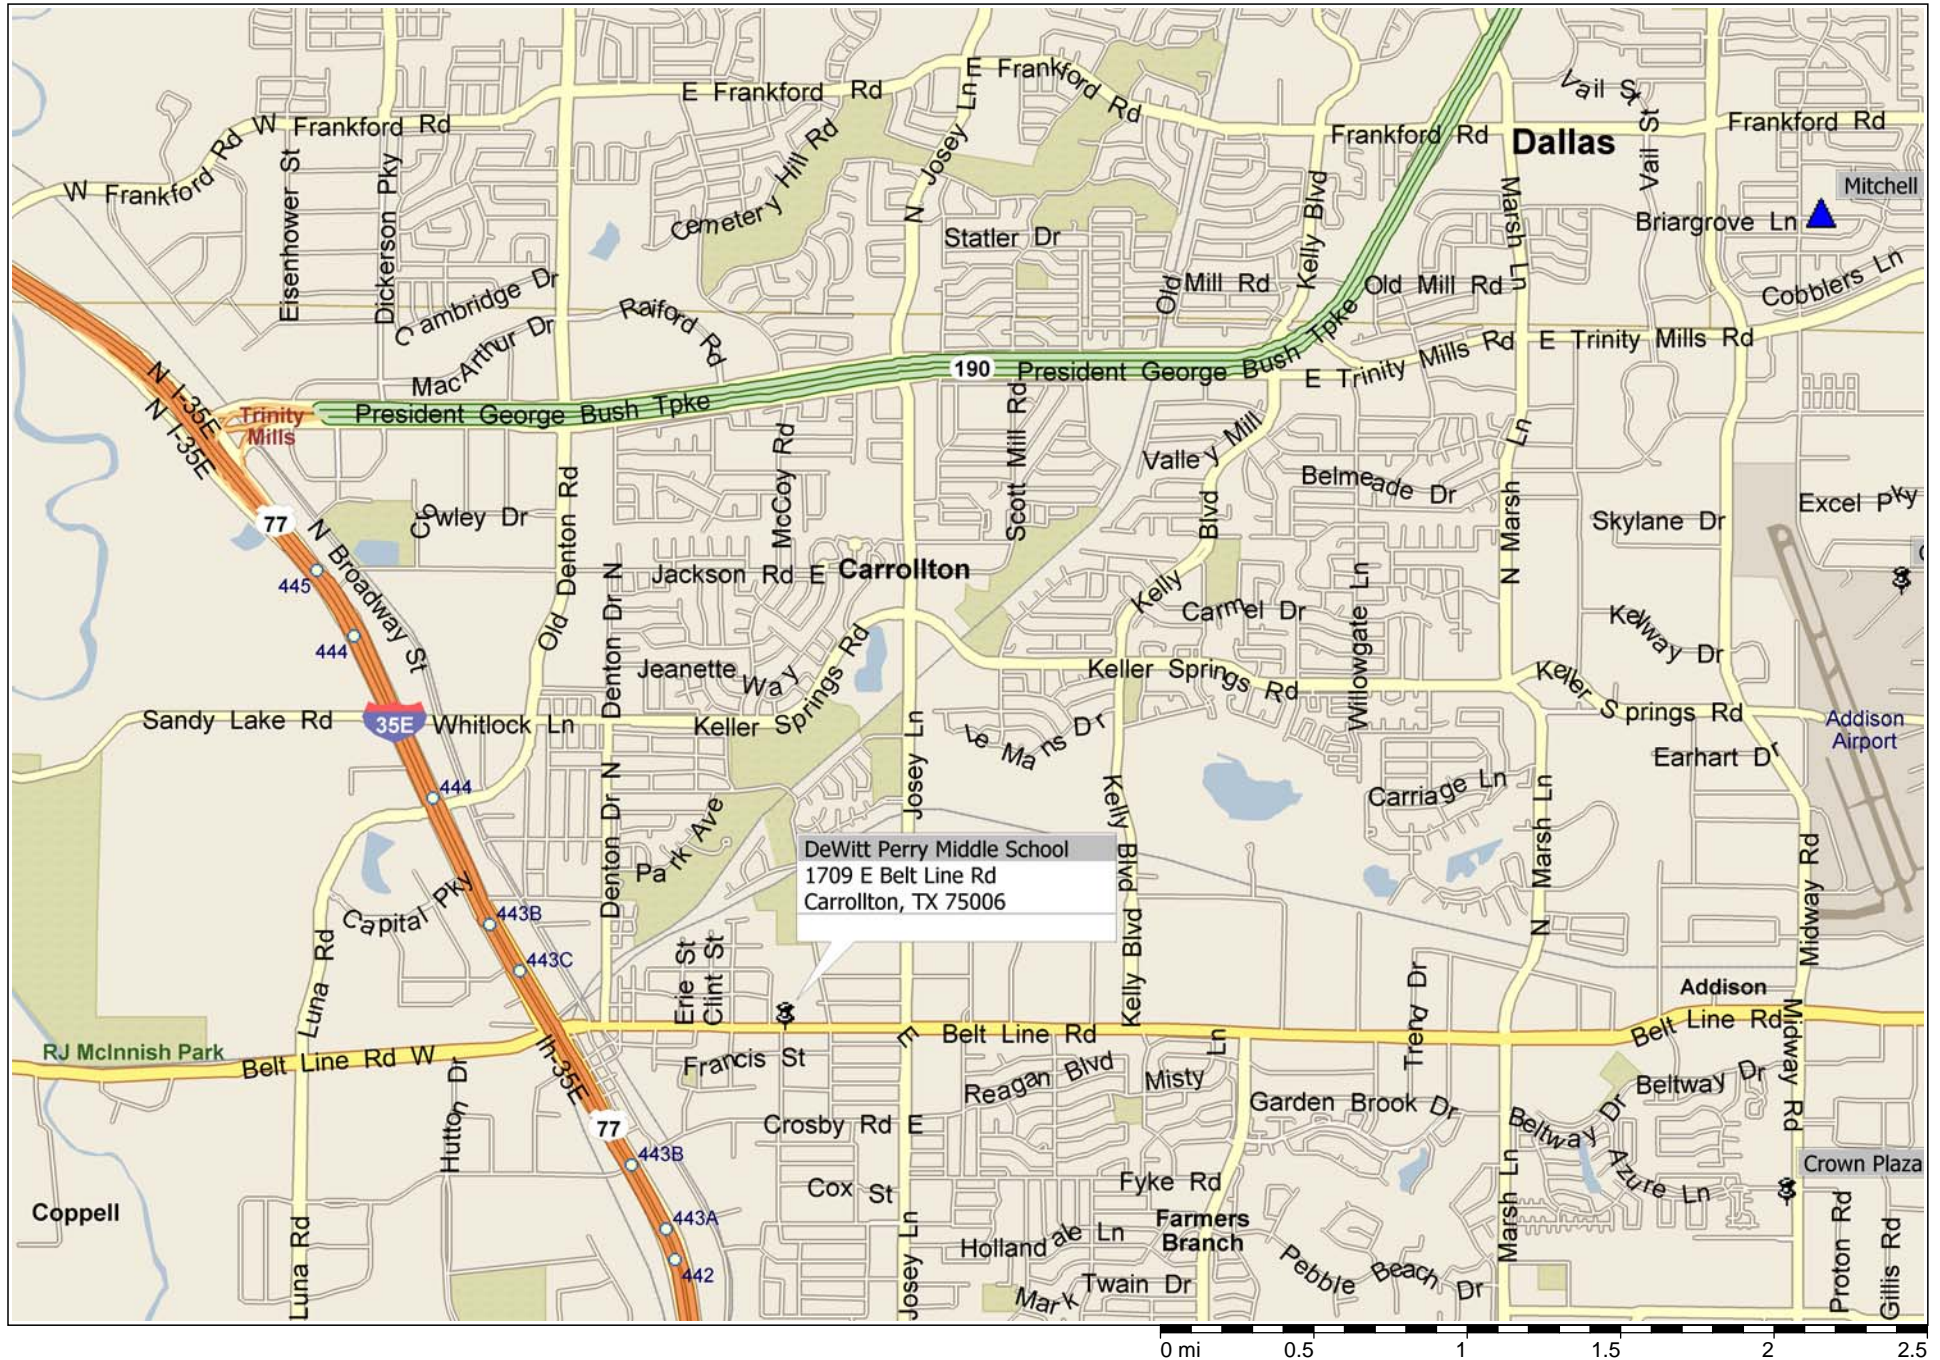 E Frankford Rd
E Frankford Rd
W Frankford Rd
W Frankford Rd
Frankford Rd
Frankford Rd
Vail St
Vail St
Dallas
Mitchell
Briargrove Ln
Cobblers Ln
Eisenhower St
Dickerson Pky
Cemetery Hill Rd
N Josey Ln
Statler Dr
Kelly Blvd
Marsh Ln
Old Mill Rd
Old Mill Rd
Cambridge Dr
MacArthur Dr
Raiford Rd
E Trinity Mills Rd
E Trinity Mills Rd
190
President George Bush Tpke
President George Bush Tpke
N I-35E
N I-35E
Trinity
Mills
Valley Mill
Scott Mill Rd
McCoy Rd
Belmeade Dr
N Marsh Ln
Excel Pky
Skylane Dr
Crowley Dr
77
N Broadway St
445
444
Old Denton Rd
Denton Dr N
Jackson Rd E
Carrollton
Kelly Blvd
Carmel Dr
Willowgate Ln
Kelway Dr
Jeanette Way
Keller Springs Rd
Keller Springs Rd
Keller Springs Rd
Sandy Lake Rd
35E
Whitlock Ln
Le Mans Dr
Addison
Airport
Earhart Dr
Carriage Ln
444
Denton Dr N
Park Ave
Josey Ln
Kelly Blvd
Kelly Blvd
N Marsh Ln
Midway Rd
DeWitt Perry Middle School
1709 E Belt Line Rd
Carrollton, TX 75006
Capital Pky
443B
443C
Luna Rd
Erie St
Clint St
Trend Dr
Addison
E Belt Line Rd
Belt Line Rd
RJ McInnish Park
Belt Line Rd W
Ih-35E
Francis St
Reagan Blvd
Misty Ln
Beltway Dr
Midway Rd
Hutton Dr
Garden Brook Dr
Beltway Dr
Crosby Rd E
77
443B
Azure Ln
Crown Plaza
Cox St
Fyke Rd
Coppell
443A
Farmers
Branch
Hollandale Ln
Marsh Ln
Proton Rd
Gillis Rd
Luna Rd
442
Josey Ln
Mark Twain Dr
Pebble Beach Dr
0 mi 0.5 1 1.5 2 2.5